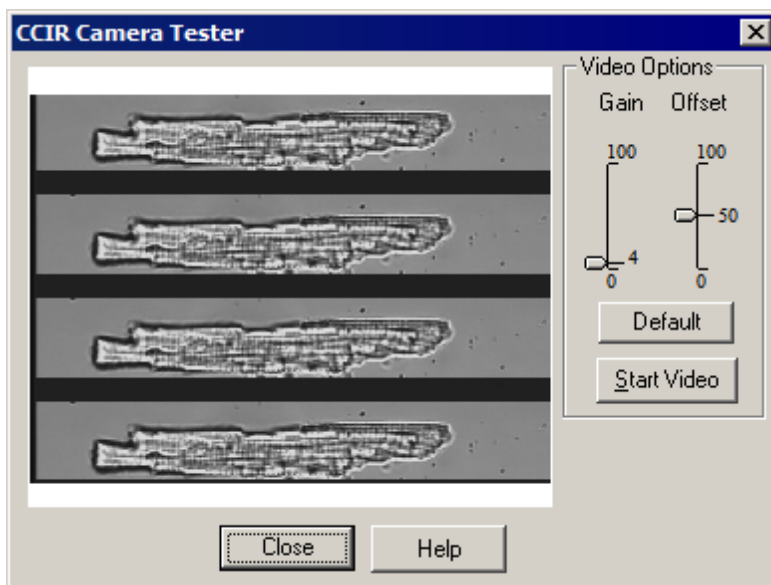 CCIR Camera Tester
Video Options
Gain Offset
100 100
50
4
0 0
Default
Start Video
Close Help